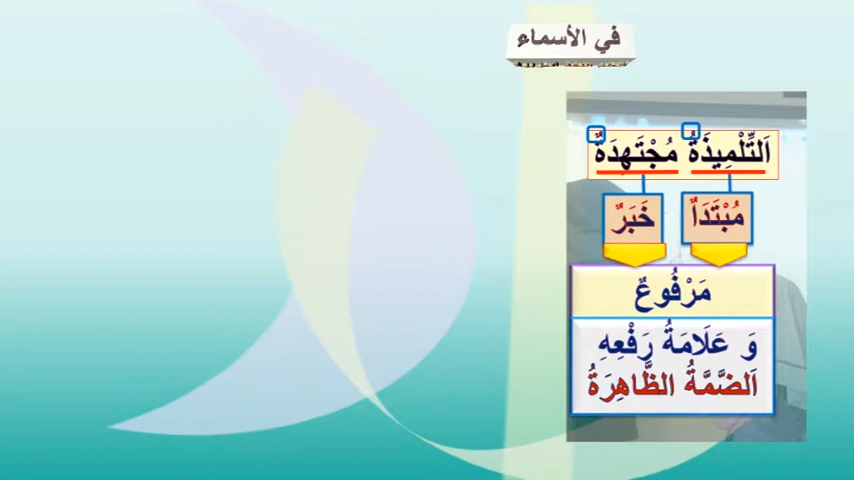 في الأسماء
اَلتِّلْمِيذَةُ مُجْتَهِدَةٌ
مُبْتَدَأٌ خَبَرٌ
مَرْفُوعٌ
وَ عَلَامَةُ رَفْعِهِ
اَلضَّمَّةُ الظَّاهِرَةُ